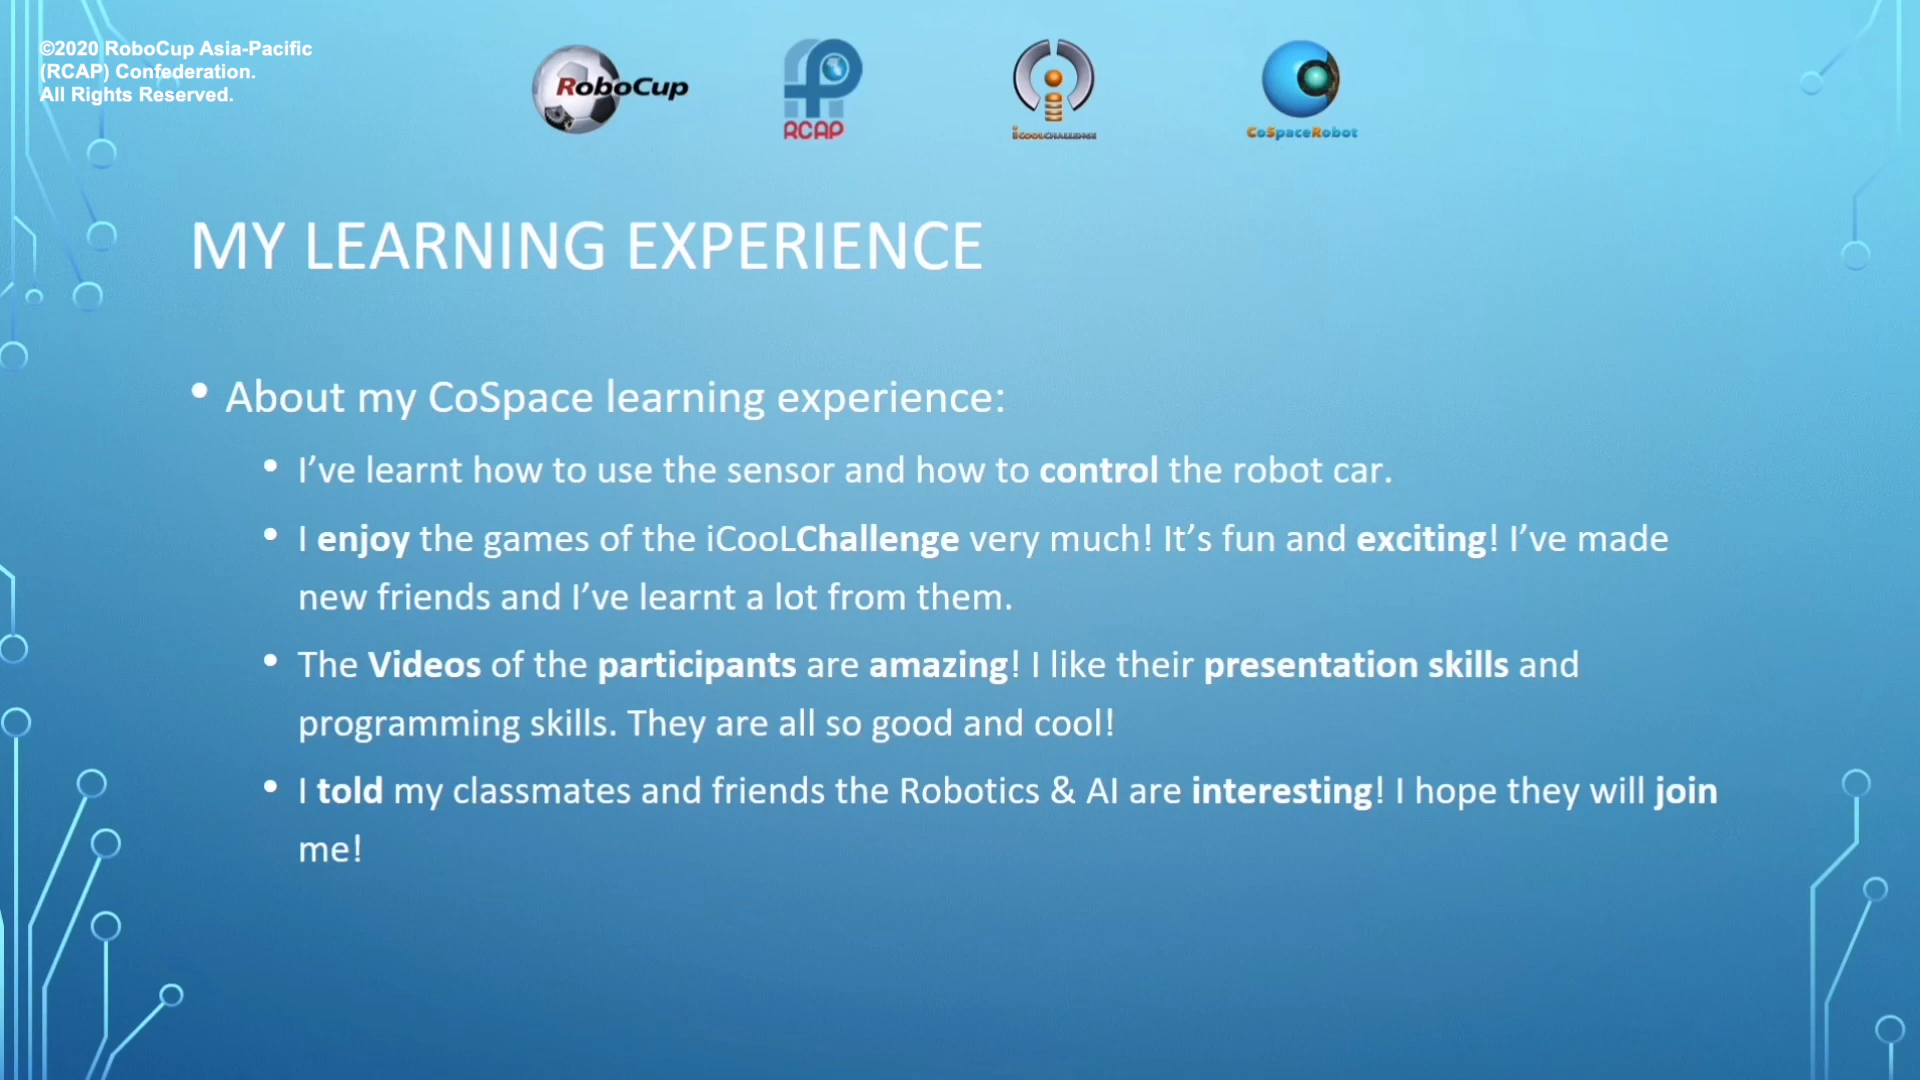 ©2020 RoboCup Asia-Pacific
(RCAP) Confederation.
All Rights Reserved.
RoboCup
RCAP
iCOOLCHALLENGE
CoSpaceRobot
MY LEARNING EXPERIENCE
• About my CoSpace learning experience:
• I’ve learnt how to use the sensor and how to control the robot car.
• I enjoy the games of the iCooLChallenge very much! It’s fun and exciting! I’ve made
new friends and I’ve learnt a lot from them.
• The Videos of the participants are amazing! I like their presentation skills and
programming skills. They are all so good and cool!
• I told my classmates and friends the Robotics & AI are interesting! I hope they will join
me!